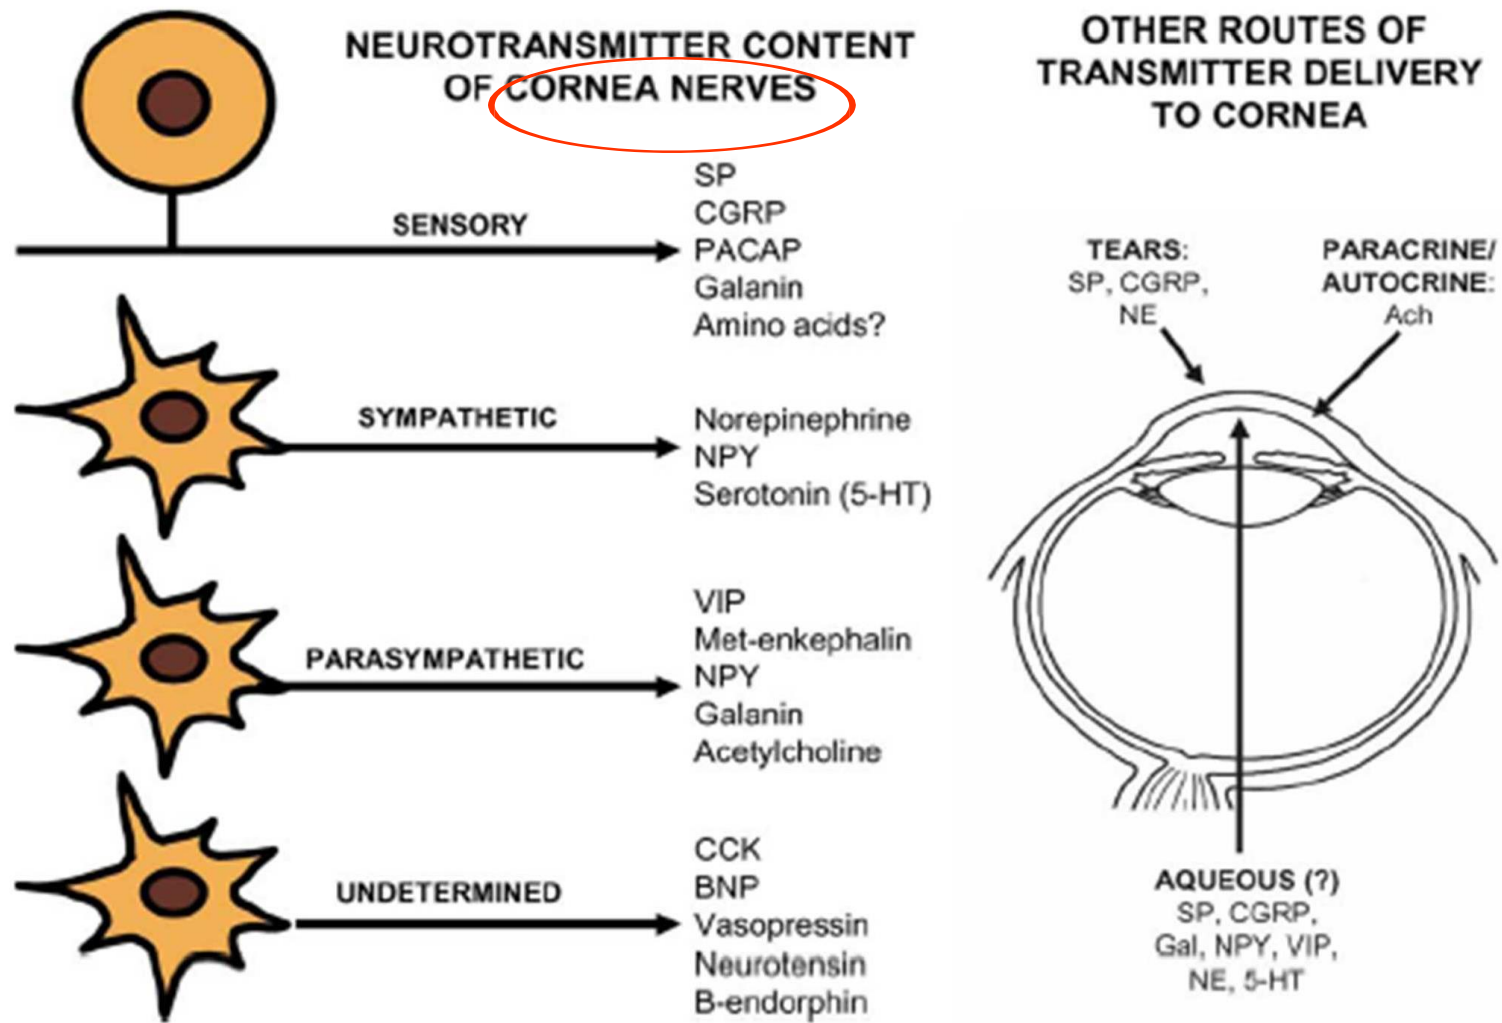 NEUROTRANSMITTER CONTENT
OF CORNEA NERVES
SENSORY
SP
CGRP
PACAP
Galanin
Amino acids?
SYMPATHETIC
Norepinephrine
NPY
Serotonin (5-HT)
PARASYMPATHETIC
VIP
Met-enkephalin
NPY
Galanin
Acetylcholine
UNDETERMINED
CCK
BNP
Vasopressin
Neurotensin
B-endorphin
OTHER ROUTES OF
TRANSMITTER DELIVERY
TO CORNEA
TEARS:
SP, CGRP,
NE
PARACRINE/
AUTOCRINE:
Ach
AQUEOUS (?)
SP, CGRP,
Gal, NPY, VIP,
NE, 5-HT